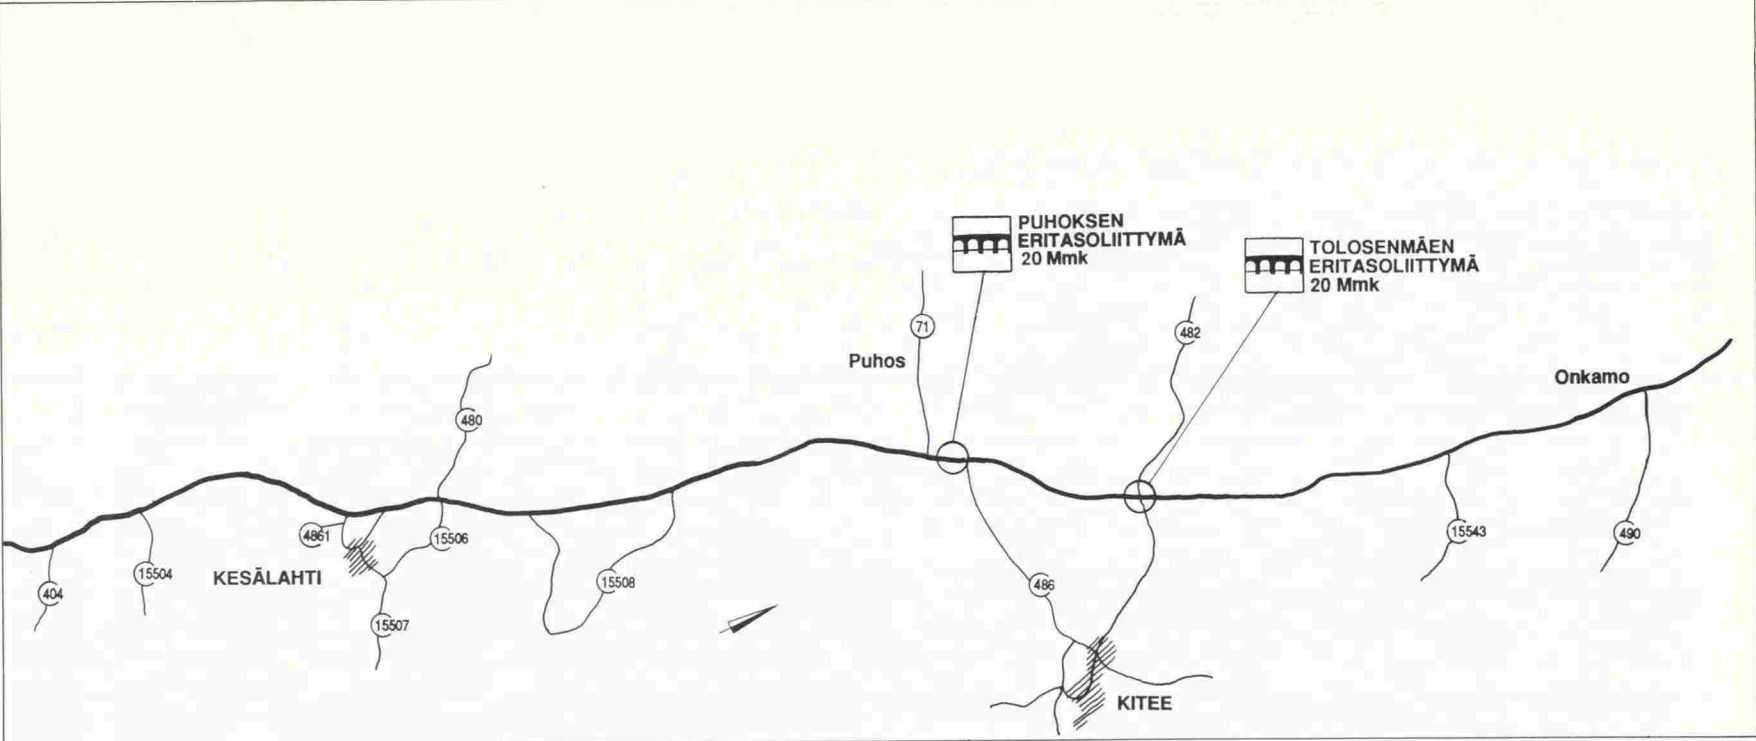 PUHOKSEN
ERITASOLIITTYMÄ
20 Mmk
TOLOSENMÄEN
ERITASOLIITTYMÄ
20 Mmk
71
482
Puhos
Onkamo
480
4861
15506
15543
490
KESÄLAHTI
15504
404
15508
486
15507
KITEE